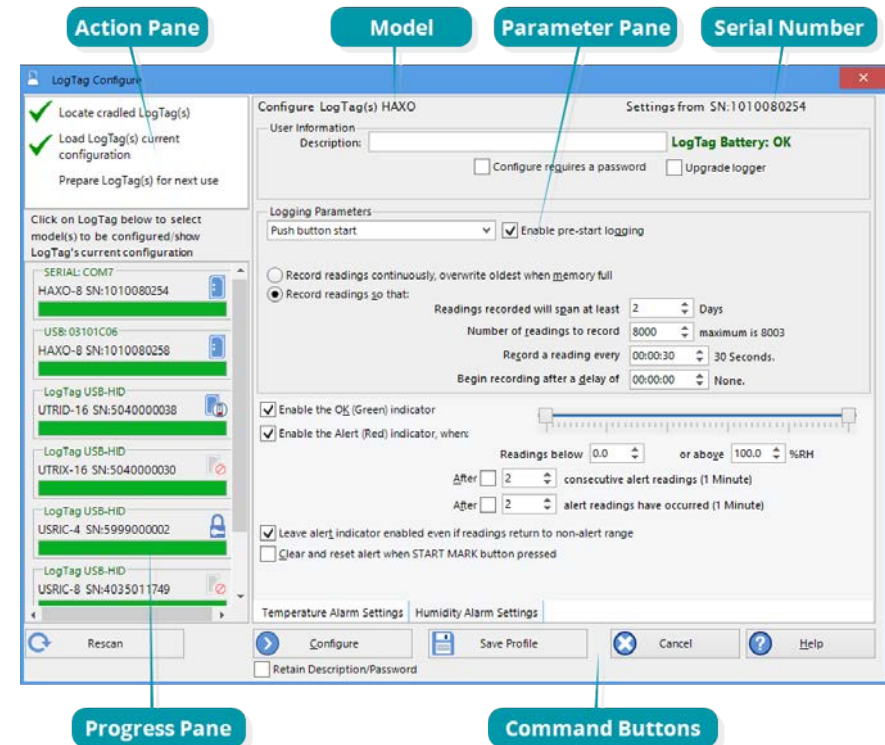 Action Pane
Model
Parameter Pane
Serial Number
LogTag Configure
Locate cradled LogTag(s)
Load LogTag(s) current
configuration
Prepare LogTag(s) for next use
Click on LogTag below to select
model(s) to be configured/show
LogTag's current configuration
SERIAL: COM7
HAXO-8 SN:1010080254
USB: 03101C06
HAXO-8 SN:1010080258
LogTag USB-HID
UTRID-16 SN:5040000038
LogTag USB-HID
UTRIX-16 SN:5040000030
LogTag USB-HID
USRIC-4 SN:5999000002
LogTag USB-HID
USRIC-8 SN:4035011749
Rescan
Configure LogTag(s) HAXO
Settings from SN:1010080254
User Information
Description:
LogTag Battery: OK
Configure requires a password
Upgrade logger
Logging Parameters
Push button start
Enable pre-start logging
Record readings continuously, overwrite oldest when memory full
Record readings so that:
Readings recorded will span at least 2 Days
Number of readings to record 8000 maximum is 8003
Record a reading every 00:00:30 30 Seconds.
Begin recording after a delay of 00:00:00 None.
Enable the OK (Green) indicator
Enable the Alert (Red) indicator, when:
Readings below 0.0 or above 100.0 %RH
After 2 consecutive alert readings (1 Minute)
After 2 alert readings have occurred (1 Minute)
Leave alert indicator enabled even if readings return to non-alert range
Clear and reset alert when START MARK button pressed
Temperature Alarm Settings Humidity Alarm Settings
Configure
Save Profile
Cancel
Help
Retain Description/Password
Progress Pane
Command Buttons